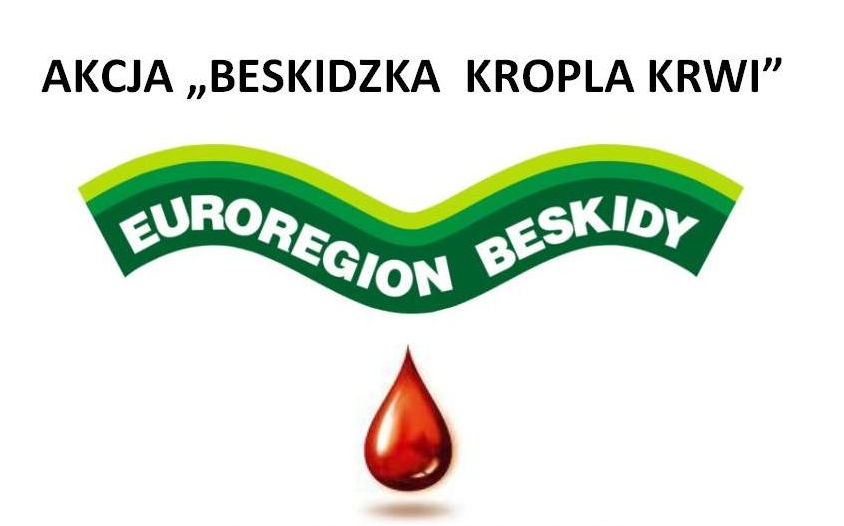 AKCJA „BESKIDZKA KROPLA KRWI”
EUROREGION BESKIDY